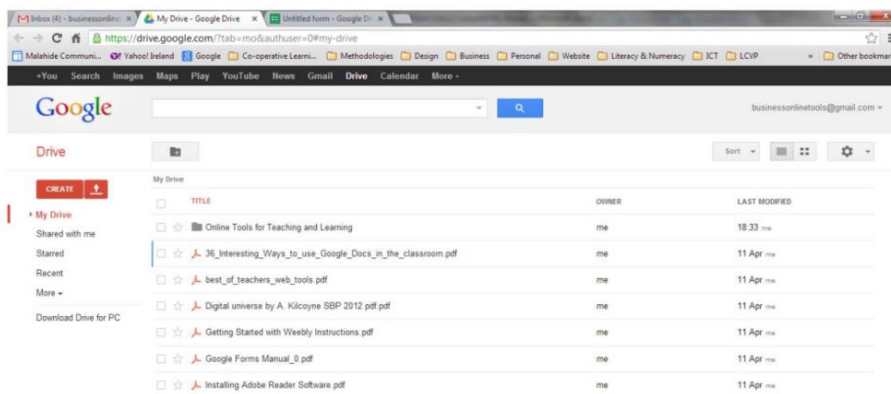 Inbox (4) - businessonline
My Drive - Google Drive
Untitled form - Google Do
https://drive.google.com/?tab=mo&authuser=0#my-drive
Malahide Communi... Yahoo! Ireland Google Co-operative Learni... Methodologies Design Business Personal Website Literacy & Numeracy ICT LCVP » Other bookmar
+You Search Images Maps Play YouTube News Gmail Drive Calendar More
Google
businessonlinetools@gmail.com
Drive
Sort
CREATE
My Drive
Shared with me
Starred
Recent
More
Download Drive for PC
My Drive
TITLE OWNER LAST MODIFIED
Online Tools for Teaching and Learning me 18:33 me
36_Interesting_Ways_to_use_Google_Docs_in_the_classroom.pdf me 11 Apr me
best_of_teachers_web_tools.pdf me 11 Apr me
Digital universe by A. Kilcoyne SBP 2012 pdf.pdf me 11 Apr me
Getting Started with Weebly Instructions.pdf me 11 Apr me
Google Forms Manual_0.pdf me 11 Apr me
Installing Adobe Reader Software.pdf me 11 Apr me